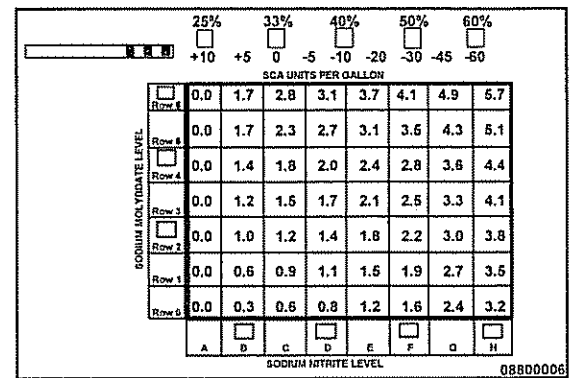 25% 33% 40% 50% 60%
+10 +5 0 -5 -10 -20 -30 -45 -60
SCA UNITS PER GALLON
SODIUM MOLYDDATE LEVEL
Row 6 0.0 1.7 2.8 3.1 3.7 4.1 4.9 5.7
Row 5 0.0 1.7 2.3 2.7 3.1 3.5 4.3 5.1
Row 4 0.0 1.4 1.8 2.0 2.4 2.8 3.6 4.4
Row 3 0.0 1.2 1.5 1.7 2.1 2.5 3.3 4.1
Row 2 0.0 1.0 1.2 1.4 1.8 2.2 3.0 3.8
Row 1 0.0 0.6 0.9 1.1 1.5 1.9 2.7 3.5
Row 0 0.0 0.3 0.6 0.8 1.2 1.6 2.4 3.2
A B C D E F G H
SODIUM NITRITE LEVEL
08800006